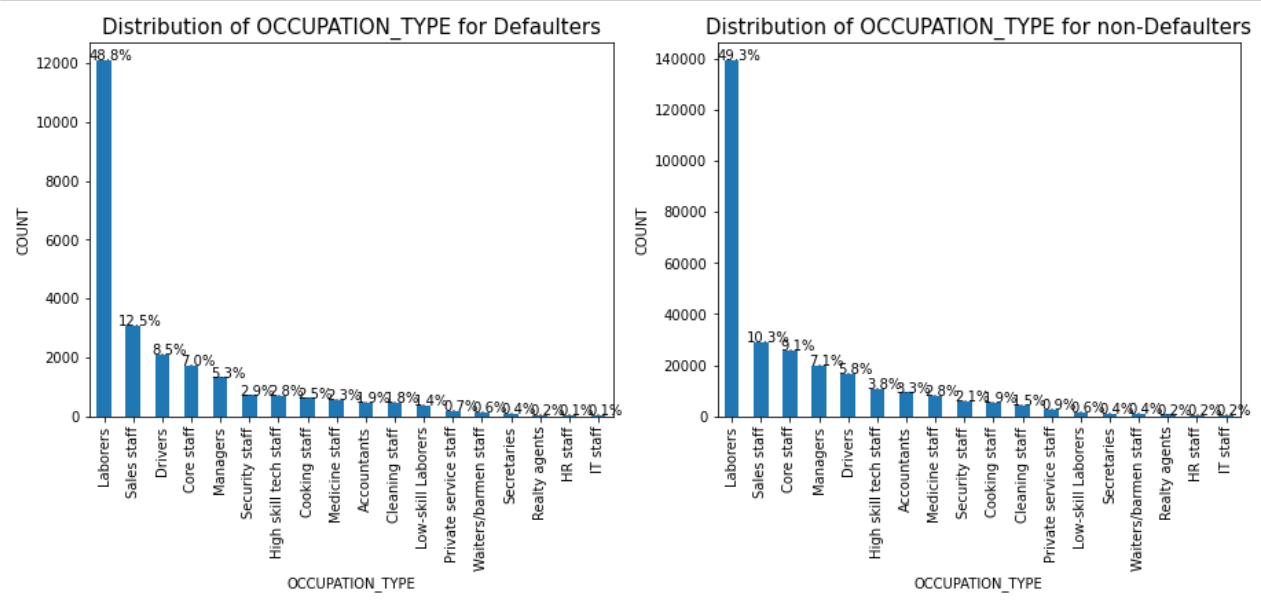 Distribution of OCCUPATION_TYPE for Defaulters
COUNT
12000
10000
8000
6000
4000
2000
0
48.8%
12.5%
8.5%
7.0%
5.3%
2.9%
2.8%
2.5%
2.3%
1.9%
1.8%
1.4%
0.7%
0.6%
0.4%
0.2%
0.1%
0.1%
Laborers
Sales staff
Drivers
Core staff
Managers
Security staff
High skill tech staff
Cooking staff
Medicine staff
Accountants
Cleaning staff
Low-skill Laborers
Private service staff
Waiters/barmen staff
Secretaries
Realty agents
HR staff
IT staff
OCCUPATION_TYPE
Distribution of OCCUPATION_TYPE for non-Defaulters
COUNT
140000
120000
100000
80000
60000
40000
20000
0
49.3%
10.3%
9.1%
7.1%
5.8%
3.8%
3.3%
2.8%
2.1%
1.9%
1.5%
0.9%
0.6%
0.4%
0.4%
0.2%
0.2%
0.2%
Laborers
Sales staff
Core staff
Managers
Drivers
High skill tech staff
Accountants
Medicine staff
Security staff
Cooking staff
Cleaning staff
Private service staff
Low-skill Laborers
Secretaries
Waiters/barmen staff
Realty agents
HR staff
IT staff
OCCUPATION_TYPE